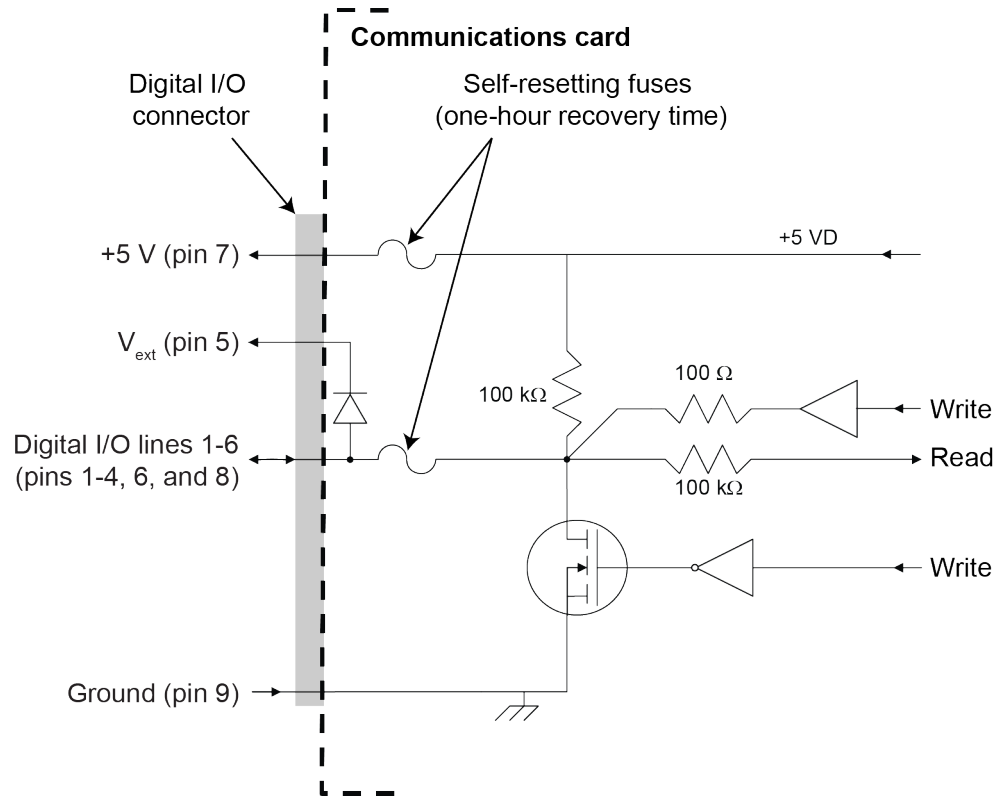 Communications card
Digital I/O
connector
Self-resetting fuses
(one-hour recovery time)
+5 V (pin 7)
+5 VD
Vext (pin 5)
100 kΩ
100 Ω
Write
Digital I/O lines 1-6
(pins 1-4, 6, and 8)
Read
100 kΩ
Write
Ground (pin 9)